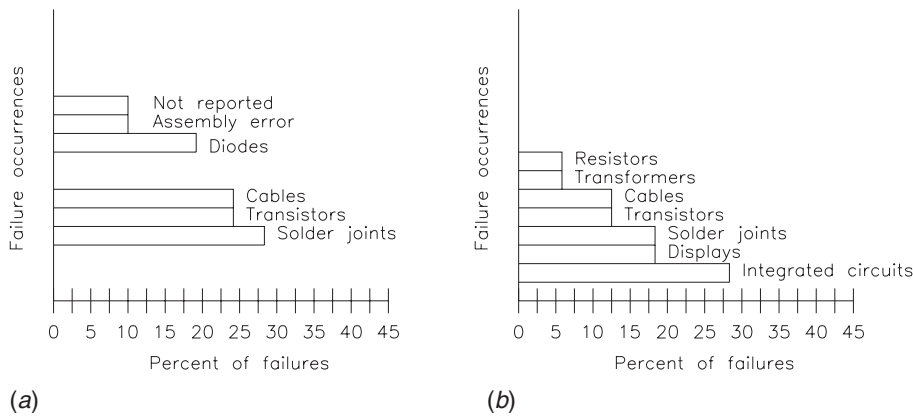 Failure occurrences
Not reported
Assembly error
Diodes
Cables
Transistors
Solder joints
0 5 10 15 20 25 30 35 40 45
Percent of failures
(a)
Failure occurrences
Resistors
Transformers
Cables
Transistors
Solder joints
Displays
Integrated circuits
0 5 10 15 20 25 30 35 40 45
Percent of failures
(b)